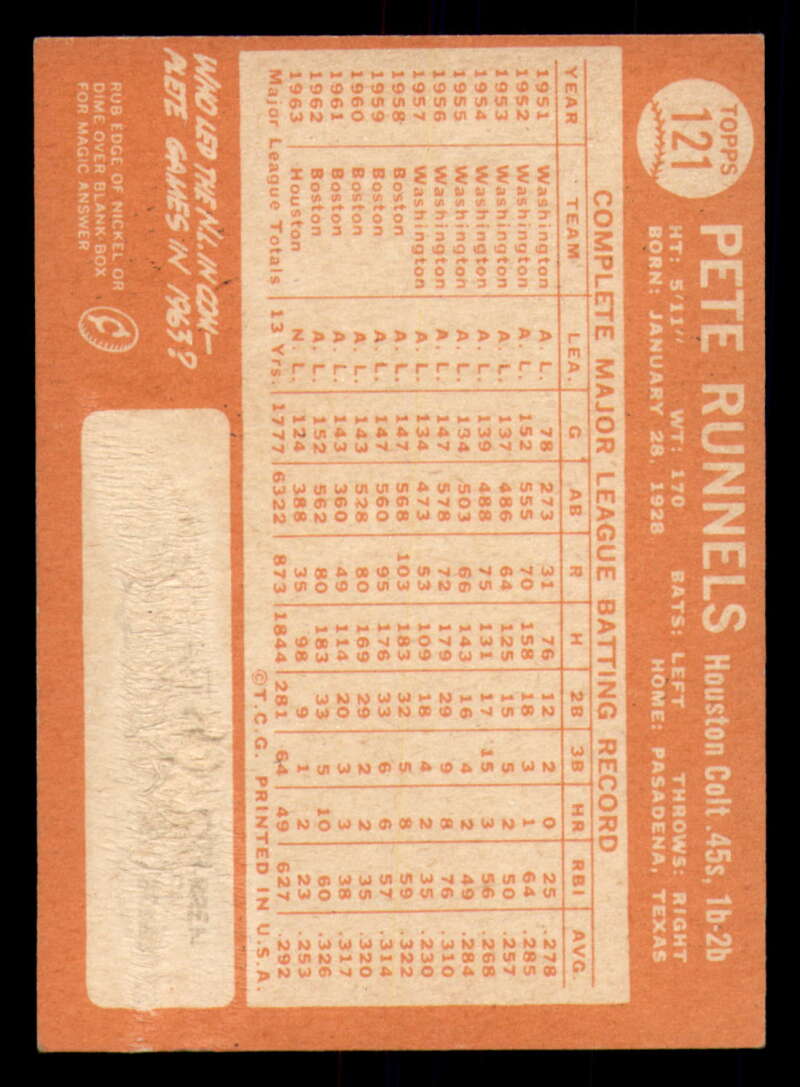 TOPPS
121
PETE RUNNELS Houston Colt .45s, 1b-2b
HT: 5'11" WT: 170 BATS: LEFT THROWS: RIGHT
BORN: JANUARY 28, 1928 HOME: PASADENA, TEXAS
COMPLETE MAJOR LEAGUE BATTING RECORD
YEAR TEAM LEA. G AB R H 2B 3B HR RBI AVG.
1951 Washington A. L. 78 273 31 76 12 2 0 25 .278
1952 Washington A. L. 152 555 70 158 18 3 1 64 .285
1953 Washington A. L. 137 486 64 125 15 5 2 50 .257
1954 Washington A. L. 139 488 75 131 17 15 3 56 .268
1955 Washington A. L. 134 503 66 143 16 4 2 49 .284
1956 Washington A. L. 147 578 72 179 29 9 8 76 .310
1957 Washington A. L. 134 473 53 109 18 4 2 35 .230
1958 Boston A. L. 147 568 103 183 32 5 8 59 .322
1959 Boston A. L. 147 560 95 176 33 6 6 57 .314
1960 Boston A. L. 143 528 80 169 29 2 2 35 .320
1961 Boston A. L. 143 360 49 114 20 3 3 38 .317
1962 Boston A. L. 152 562 80 183 33 5 10 60 .326
1963 Houston N. L. 124 388 35 98 9 1 2 23 .253
Major League Totals 13 Yrs. 1777 6322 873 1844 281 64 49 627 .292
©T.C.G. PRINTED IN U.S.A.
WHO LED THE N.L. IN COM-
PLETE GAMES IN 1963?
RUB EDGE OF NICKEL OR
DIME OVER BLANK BOX
FOR MAGIC ANSWER